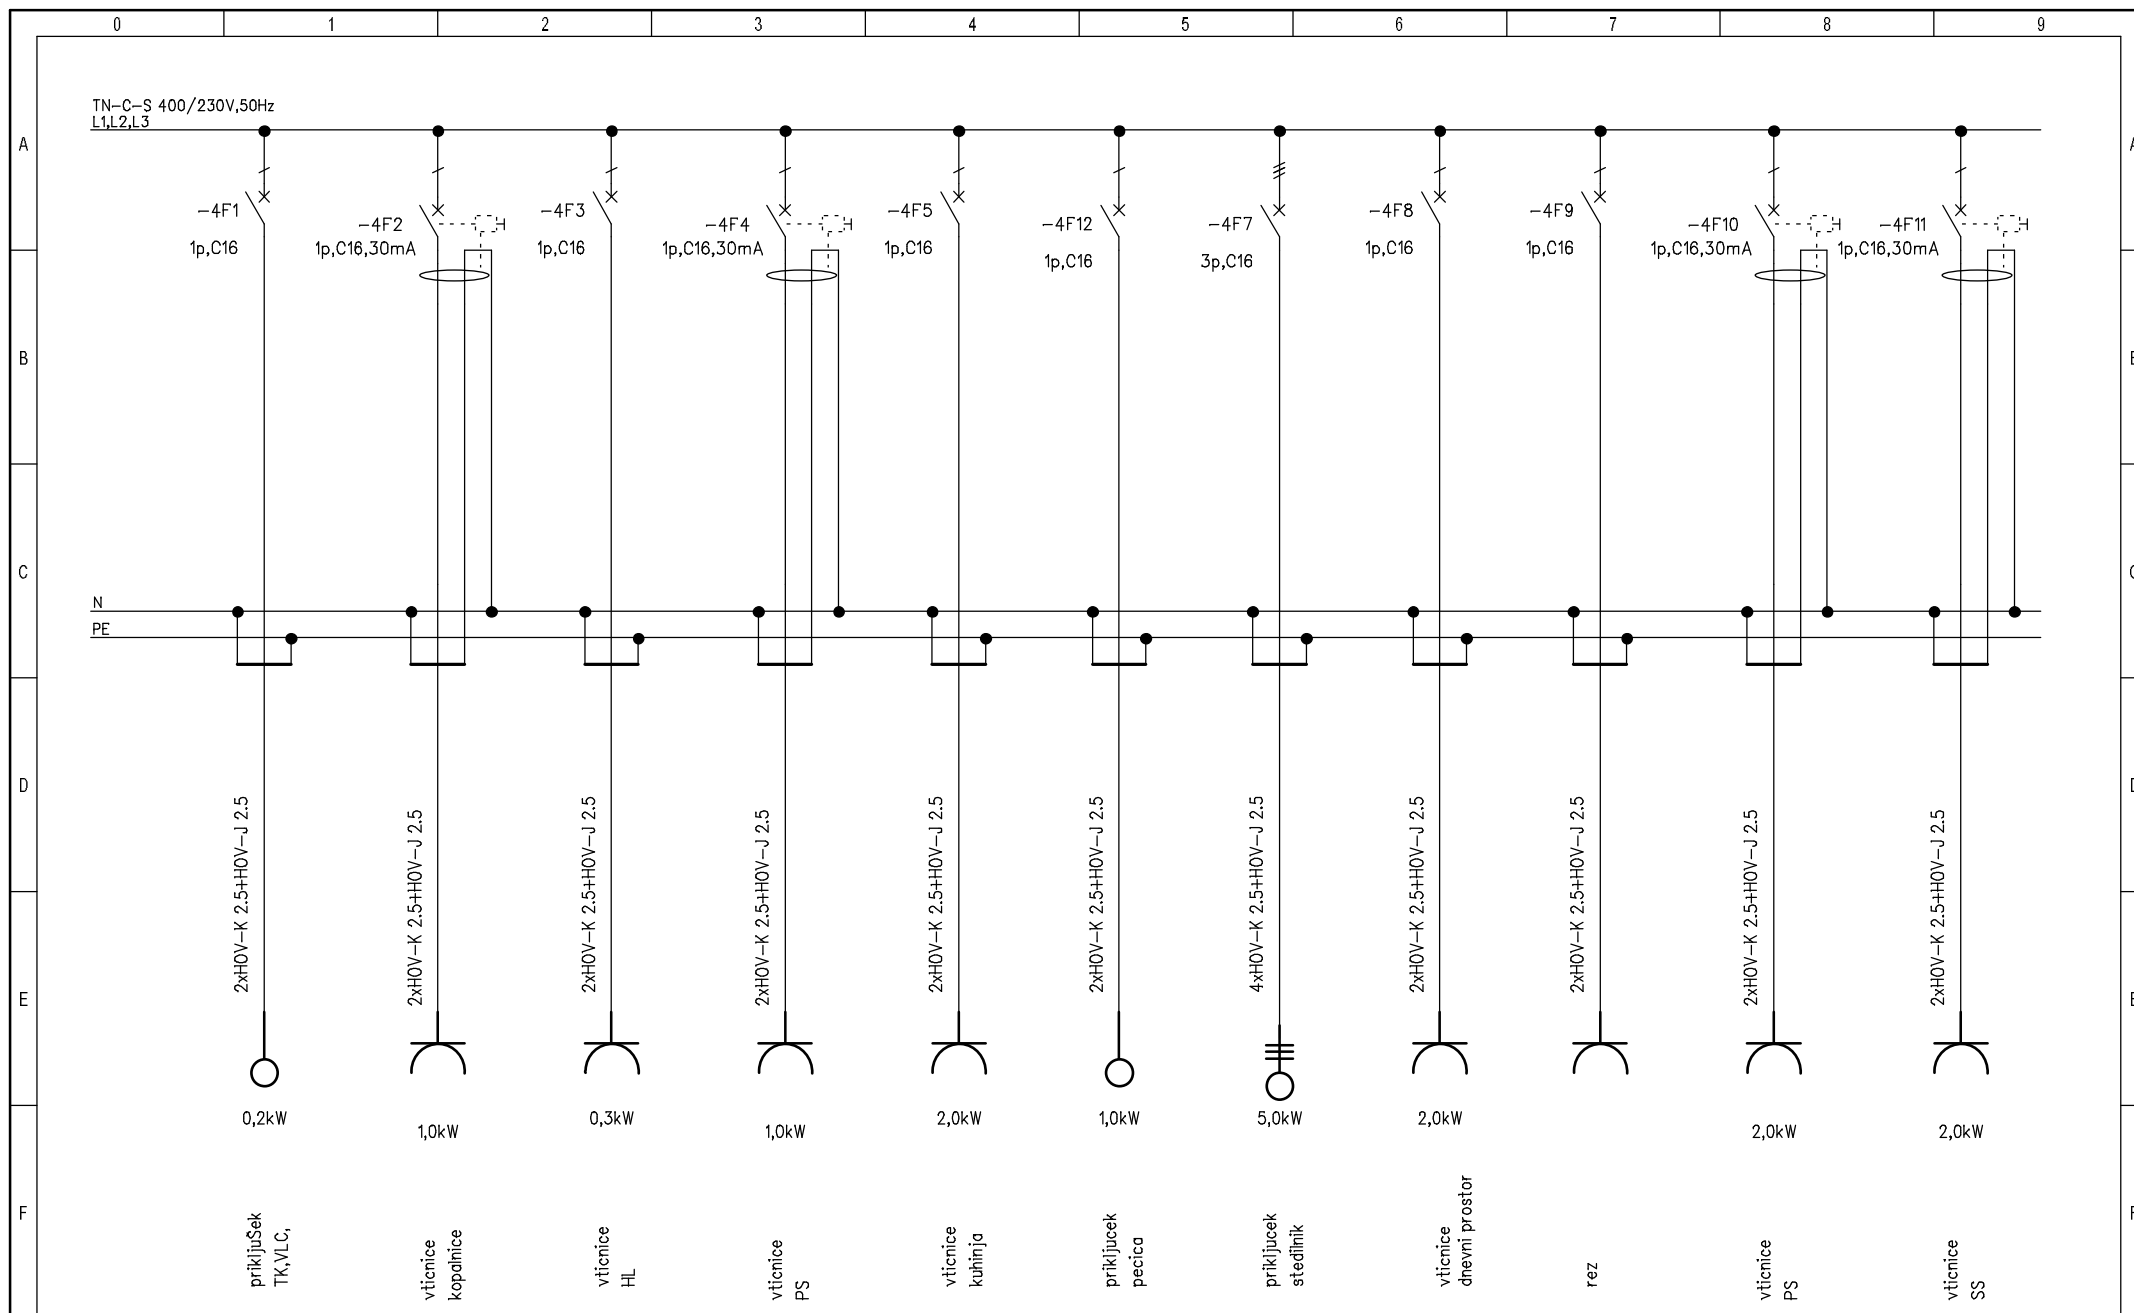 0 1 2 3 4 5 6 7 8 9
TN-C-S 400/230V,50Hz
L1,L2,L3
A
-4F1 -4F2 -4F3 -4F4 -4F5 -4F12 -4F7 -4F8 -4F9 -4F10 -4F11
1p,C16 1p,C16,30mA 1p,C16 1p,C16,30mA 1p,C16 1p,C16 3p,C16 1p,C16 1p,C16 1p,C16,30mA 1p,C16,30mA
B
C
N
PE
D
2xH0V-K 2.5+H0V-J 2.5
2xH0V-K 2.5+H0V-J 2.5
2xH0V-K 2.5+H0V-J 2.5
2xH0V-K 2.5+H0V-J 2.5
2xH0V-K 2.5+H0V-J 2.5
2xH0V-K 2.5+H0V-J 2.5
4xH0V-K 2.5+H0V-J 2.5
2xH0V-K 2.5+H0V-J 2.5
2xH0V-K 2.5+H0V-J 2.5
2xH0V-K 2.5+H0V-J 2.5
2xH0V-K 2.5+H0V-J 2.5
E
0,2kW 1,0kW 0,3kW 1,0kW 2,0kW 1,0kW 5,0kW 2,0kW 2,0kW 2,0kW
F
priključek
TK,VLC,
vticnice
kopalnice
vticnice
HL
vticnice
PS
vticnice
kuhinja
prikljucek
pecica
prikljucek
stedilnik
vticnice
dnevni prostor
rez
vticnice
PS
vticnice
SS